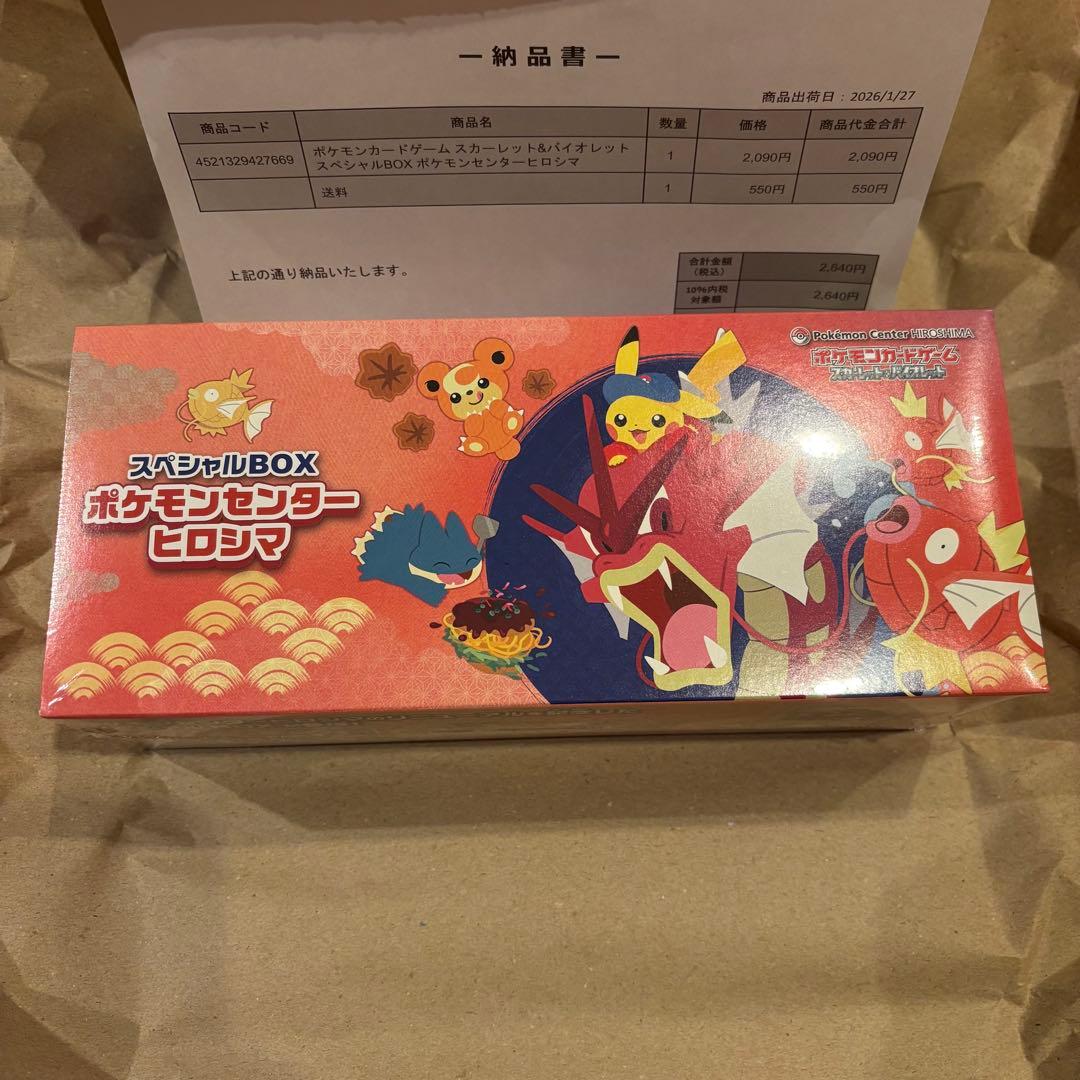 ― 納 品 書 ―
商品出荷日：2026/1/27
商品コード 商品名 数量 価格 商品代金合計
4521329427669 ポケモンカードゲーム スカーレット&バイオレット スペシャルBOX ポケモンセンターヒロシマ 1 2,090円 2,090円
送料 1 550円 550円
上記の通り納品いたします。
合計金額（税込） 2,640円
10%内税対象額 2,640円
Pokémon Center HIROSHIMA
ポケモンカードゲーム
スカーレット&バイオレット
スペシャルBOX
ポケモンセンター
ヒロシマ